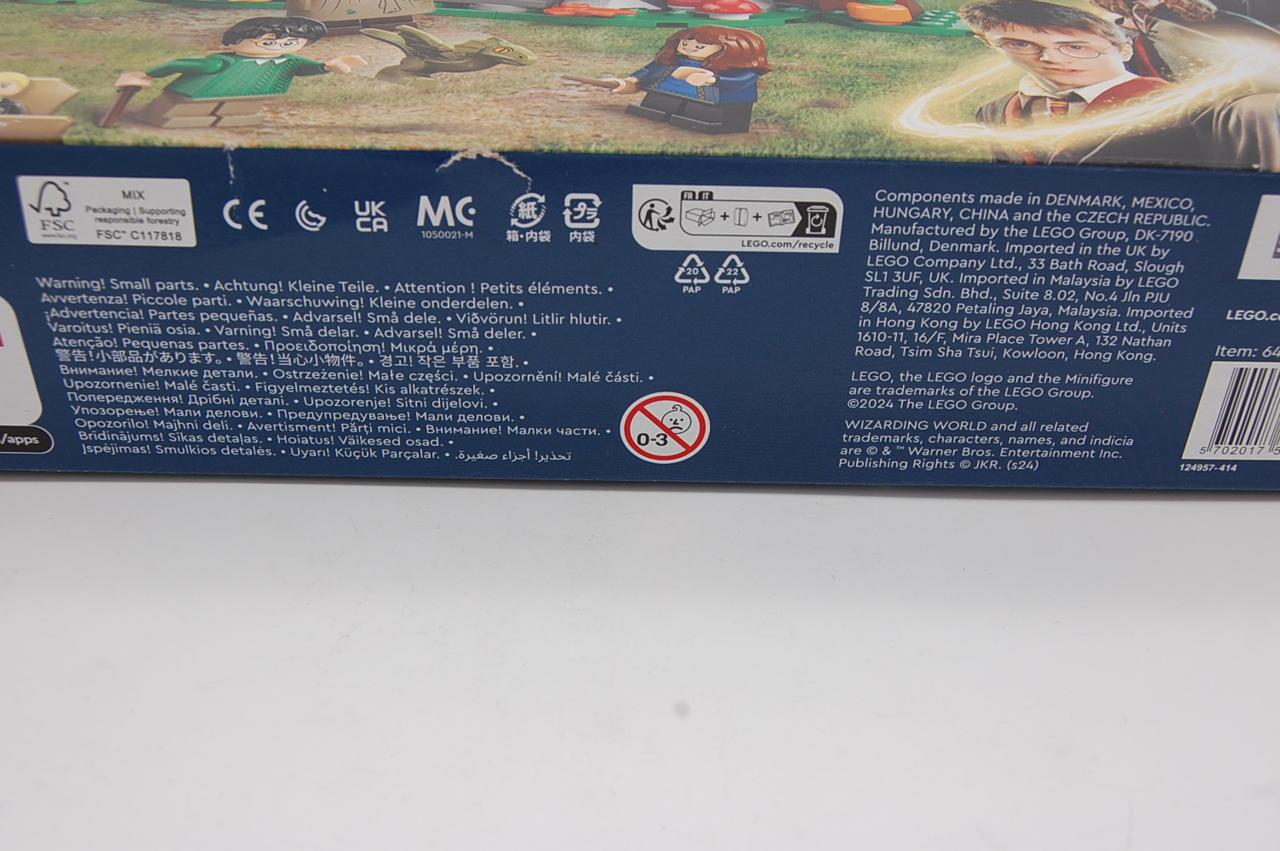 FSC
www.fsc.org
MIX
Packaging | Supporting
responsible forestry
FSC™ C117818
CE
UK
CA
MC
1050021-M
紙
箱・内袋
プラ
内袋
FR IT
LEGO.com/recycle
20
PAP
22
PAP
Warning! Small parts. • Achtung! Kleine Teile. • Attention ! Petits éléments. •
Avvertenza! Piccole parti. • Waarschuwing! Kleine onderdelen. •
¡Advertencia! Partes pequeñas. • Advarsel! Små dele. • Viðvörun! Litlir hlutir. •
Varoitus! Pieniä osia. • Varning! Små delar. • Advarsel! Små deler. •
Atenção! Pequenas partes. • Προειδοποίηση! Μικρά μέρη. •
警告!小部品があります。• 警告!当心小物件。• 경고! 작은 부품 포함. •
Внимание! Мелкие детали. • Ostrzeżenie! Małe części. • Upozornění! Malé části. •
Upozornenie! Malé časti. • Figyelmeztetés! Kis alkatrészek. •
Попередження! Дрібні деталі. • Upozorenje! Sitni dijelovi. •
Упозорење! Мали делови. • Предупредување! Мали делови. •
Opozorilo! Majhni deli. • Avertisment! Părți mici. • Внимание! Малки части. •
Brīdinājums! Sīkas detaļas. • Hoiatus! Väikesed osad. •
Įspėjimas! Smulkios detalės. • Uyarı! Küçük Parçalar. • تحذير! أجزاء صغيرة.
/apps
0-3
Components made in DENMARK, MEXICO,
HUNGARY, CHINA and the CZECH REPUBLIC.
Manufactured by the LEGO Group, DK-7190
Billund, Denmark. Imported in the UK by
LEGO Company Ltd., 33 Bath Road, Slough
SL1 3UF, UK. Imported in Malaysia by LEGO
Trading Sdn. Bhd., Suite 8.02, No.4 Jln PJU
8/8A, 47820 Petaling Jaya, Malaysia. Imported
in Hong Kong by LEGO Hong Kong Ltd., Units
1610-11, 16/F, Mira Place Tower A, 132 Nathan
Road, Tsim Sha Tsui, Kowloon, Hong Kong.
LEGO, the LEGO logo and the Minifigure
are trademarks of the LEGO Group.
©2024 The LEGO Group.
WIZARDING WORLD and all related
trademarks, characters, names, and indicia
are © & ™ Warner Bros. Entertainment Inc.
Publishing Rights © JKR. (s24)
LEGO.c
Item: 64
5 702017 5
124957-414